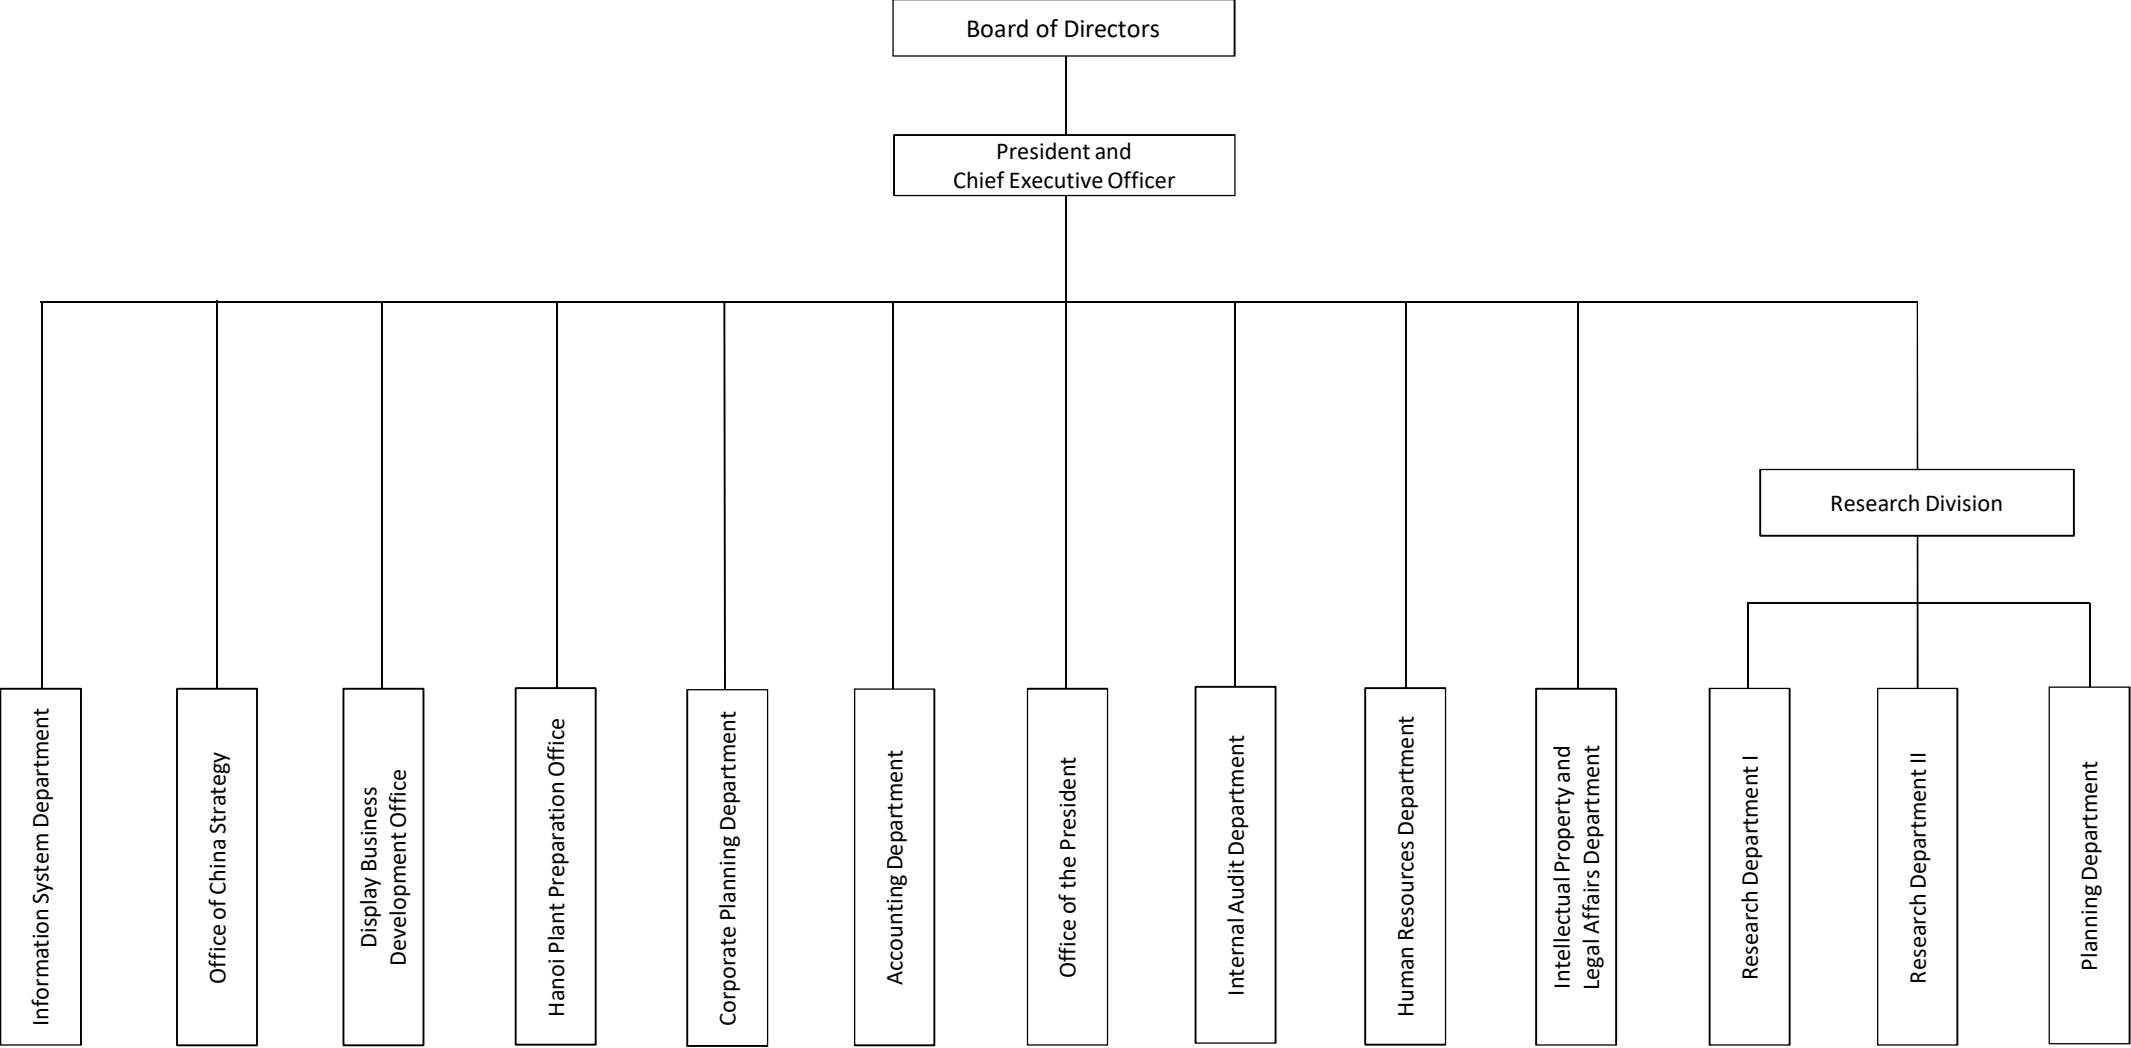 Board of Directors
President and
Chief Executive Officer
Research Division
Information System Department
Office of China Strategy
Display Business
Development Office
Hanoi Plant Preparation Office
Corporate Planning Department
Accounting Department
Office of the President
Internal Audit Department
Human Resources Department
Intellectual Property and
Legal Affairs Department
Research Department I
Research Department II
Planning Department